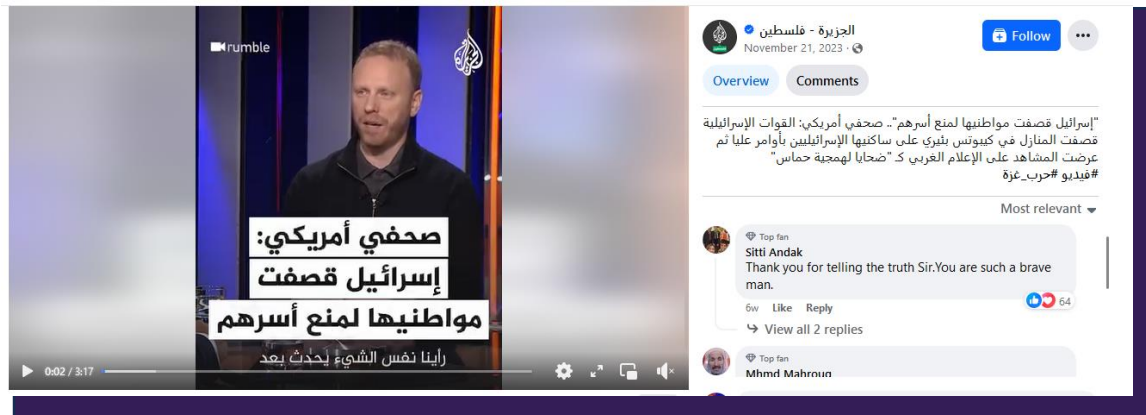 rumble
صحفي أمريكي:
إسرائيل قصفت
مواطنيها لمنع أسرهم
رأينا نفس الشيء يَحدث بعد
0:02 / 3:17
الجزيرة - فلسطين
November 21, 2023 ·
Follow
Overview
Comments
"إسرائيل قصفت مواطنيها لمنع أسرهم".. صحفي أمريكي: القوات الإسرائيلية
قصفت المنازل في كيبوتس بئيري على ساكنيها الإسرائيليين بأوامر عليا ثم
عرضت المشاهد على الإعلام الغربي كـ "ضحايا لهمجية حماس"
#فيديو #حرب_غزة
Most relevant
Top fan
Sitti Andak
Thank you for telling the truth Sir.You are such a brave
man.
6w Like Reply
64
View all 2 replies
Top fan
Mhmd Mahroug